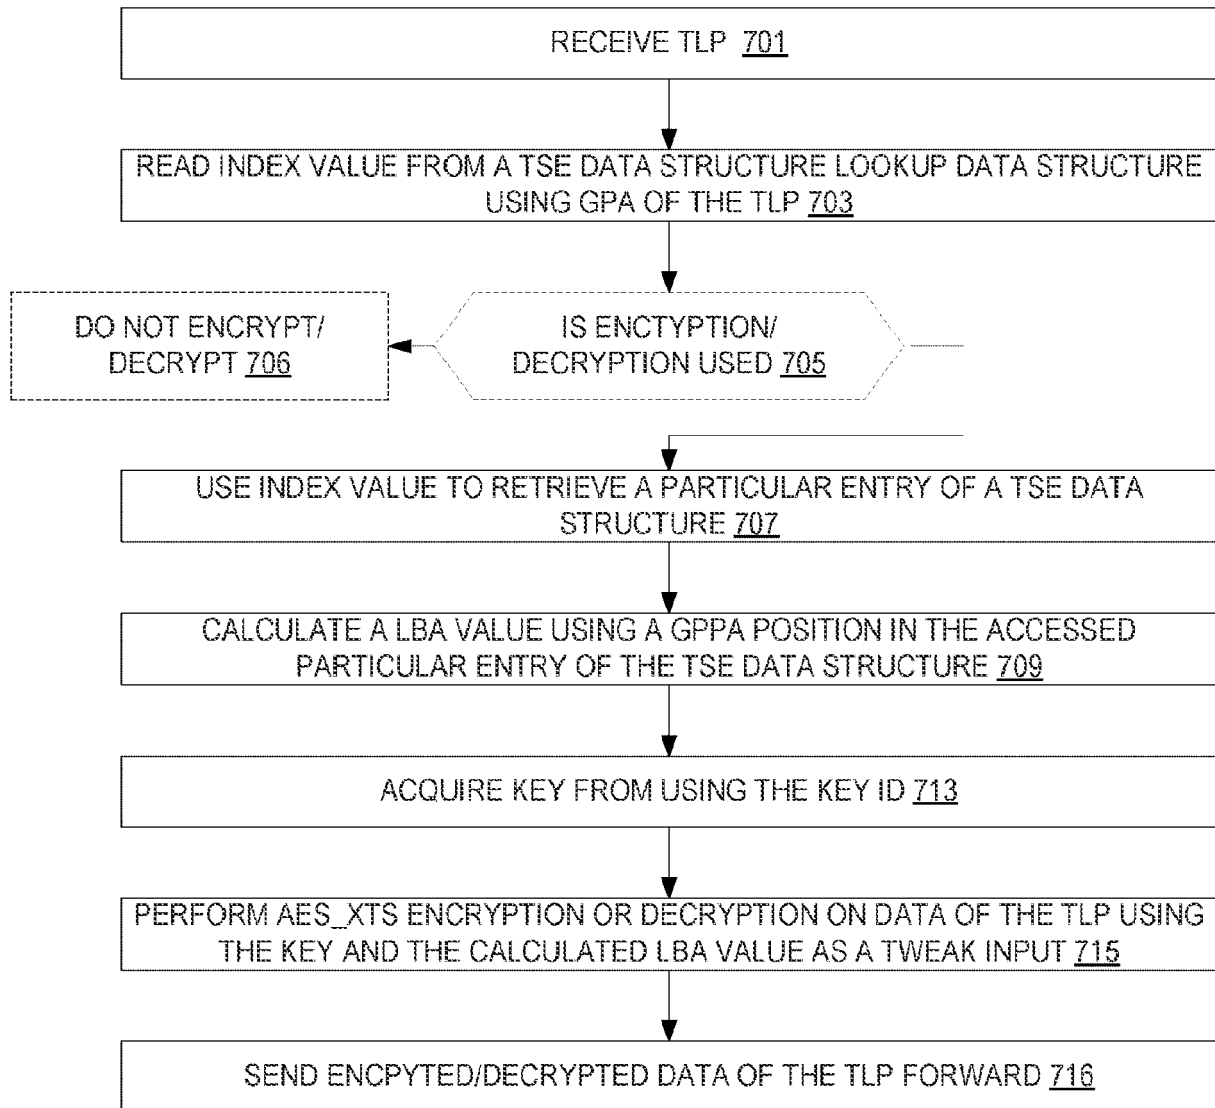 RECEIVE TLP 701
READ INDEX VALUE FROM A TSE DATA STRUCTURE LOOKUP DATA STRUCTURE
USING GPA OF THE TLP 703
DO NOT ENCRYPT/
DECRYPT 706
IS ENCTYPTION/
DECRYPTION USED 705
USE INDEX VALUE TO RETRIEVE A PARTICULAR ENTRY OF A TSE DATA
STRUCTURE 707
CALCULATE A LBA VALUE USING A GPPA POSITION IN THE ACCESSED
PARTICULAR ENTRY OF THE TSE DATA STRUCTURE 709
ACQUIRE KEY FROM USING THE KEY ID 713
PERFORM AES_XTS ENCRYPTION OR DECRYPTION ON DATA OF THE TLP USING
THE KEY AND THE CALCULATED LBA VALUE AS A TWEAK INPUT 715
SEND ENCPYTED/DECRYPTED DATA OF THE TLP FORWARD 716